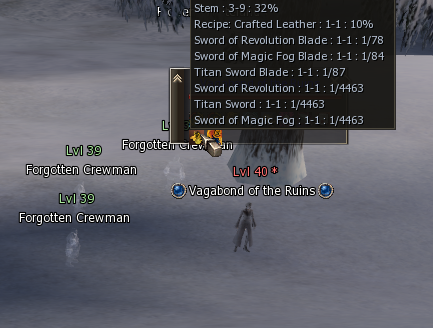 Stem : 3-9 : 32%
Recipe: Crafted Leather : 1-1 : 10%
Sword of Revolution Blade : 1-1 : 1/78
Sword of Magic Fog Blade : 1-1 : 1/84
Titan Sword Blade : 1-1 : 1/87
Sword of Revolution : 1-1 : 1/4463
Titan Sword : 1-1 : 1/4463
Sword of Magic Fog : 1-1 : 1/4463
Forgotten Crewman
Lvl 39
Forgotten Crewman
Lvl 40 *
Vagabond of the Ruins
Lvl 39
Forgotten Crewman